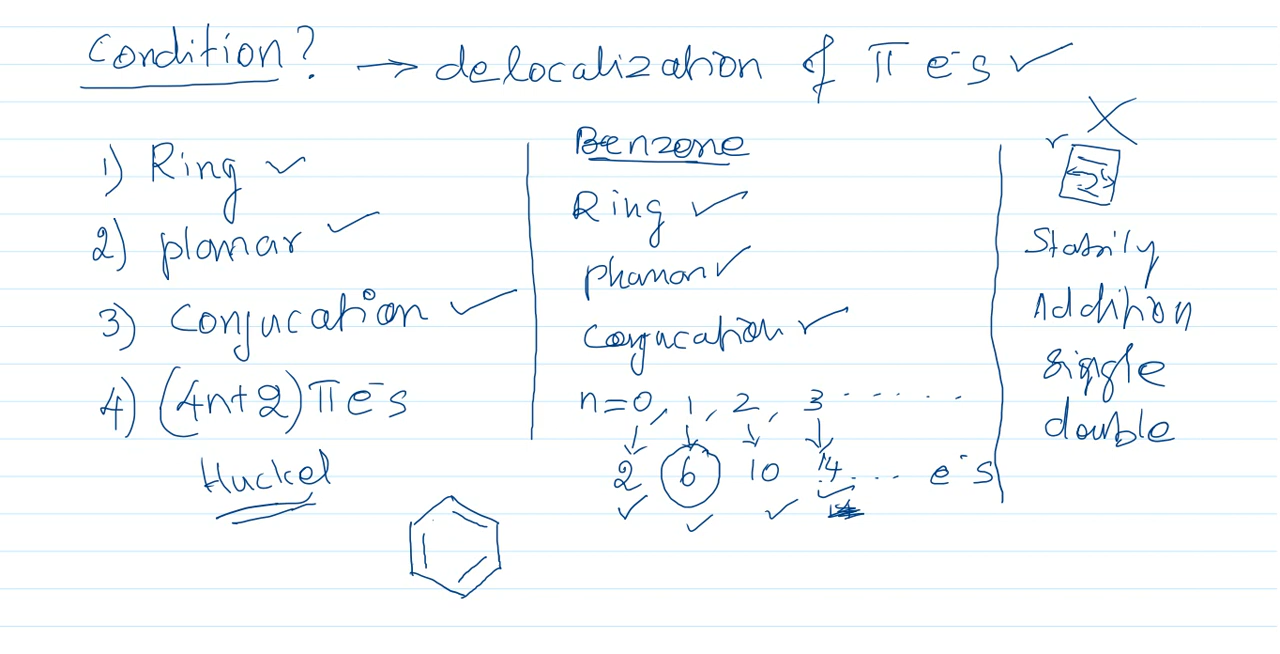 Condition? → delocalization of π e⁻s ✓
1) Ring ✓
2) planar ✓
3) Conjucation ✓
4) (4n+2)π e⁻s
Huckel
Benzene
Ring ✓
planar ✓
Conjucation ✓
n=0, 1, 2, 3 ......
2 6 10 14 ... e⁻s
Stability
Addition
single
double